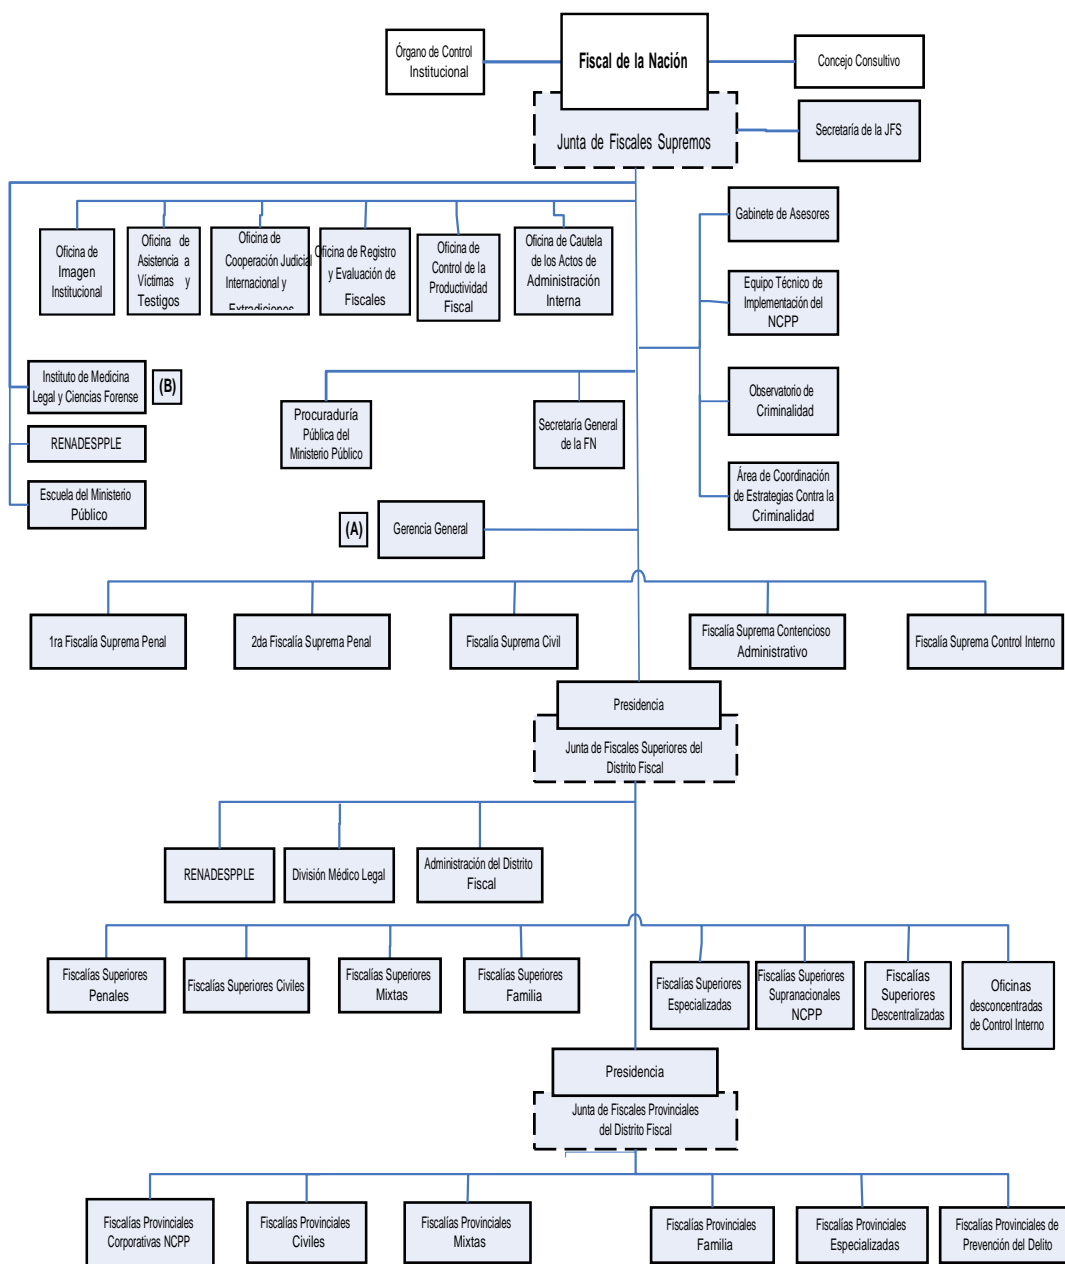 Órgano de Control
Institucional
Fiscal de la Nación
Concejo Consultivo
Junta de Fiscales Supremos
Secretaría de la JFS
Gabinete de Asesores
Oficina de
Imagen
Institucional
Oficina de
Asistencia a
Víctimas y
Testigos
Oficina de
Cooperación Judicial
Internacional y
Extradiciones
Oficina de Registro
y Evaluación de
Fiscales
Oficina de
Control de la
Productividad
Fiscal
Oficina de Cautela
de los Actos de
Administración
Interna
Equipo Técnico de
Implementación del
NCPP
Instituto de Medicina
Legal y Ciencias Forense
(B)
Observatorio de
Criminalidad
Procuraduría
Pública del
Ministerio Público
Secretaría General
de la FN
RENADESPPLE
Escuela del Ministerio
Público
Área de Coordinación
de Estrategias Contra la
Criminalidad
(A)
Gerencia General
1ra Fiscalía Suprema Penal
2da Fiscalía Suprema Penal
Fiscalía Suprema Civil
Fiscalía Suprema Contencioso
Administrativo
Fiscalía Suprema Control Interno
Presidencia
Junta de Fiscales Superiores del
Distrito Fiscal
RENADESPPLE
División Médico Legal
Administración del Distrito
Fiscal
Fiscalías Superiores
Penales
Fiscalías Superiores Civiles
Fiscalías Superiores
Mixtas
Fiscalías Superiores
Familia
Fiscalías Superiores
Especializadas
Fiscalías Superiores
Supranacionales
NCPP
Fiscalías
Superiores
Descentralizadas
Oficinas
desconcentradas
de Control Interno
Presidencia
Junta de Fiscales Provinciales
del Distrito Fiscal
Fiscalías Provinciales
Corporativas NCPP
Fiscalías Provinciales
Civiles
Fiscalías Provinciales
Mixtas
Fiscalías Provinciales
Familia
Fiscalías Provinciales
Especializadas
Fiscalías Provinciales de
Prevención del Delito